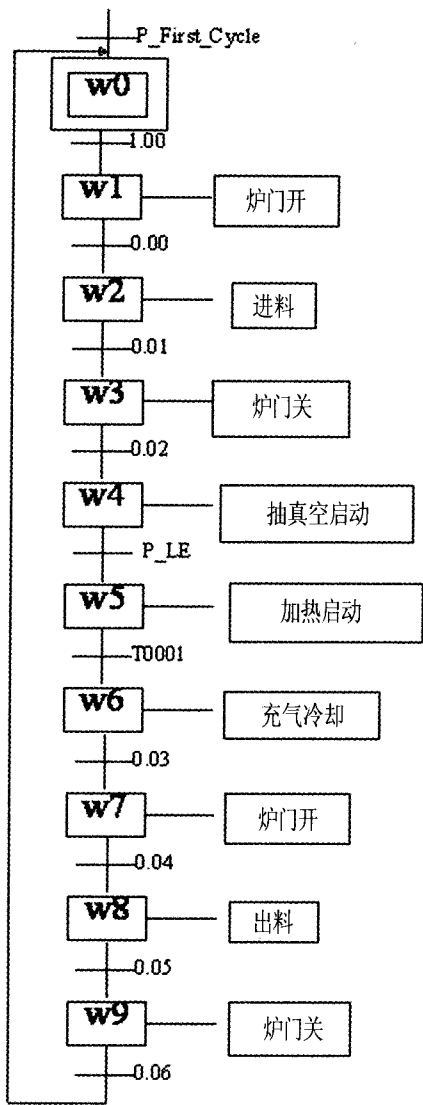 P_First_Cycle
w0
1.00
w1 炉门开
0.00
w2 进料
0.01
w3 炉门关
0.02
w4 抽真空启动
P_LE
w5 加热启动
T0001
w6 充气冷却
0.03
w7 炉门开
0.04
w8 出料
0.05
w9 炉门关
0.06